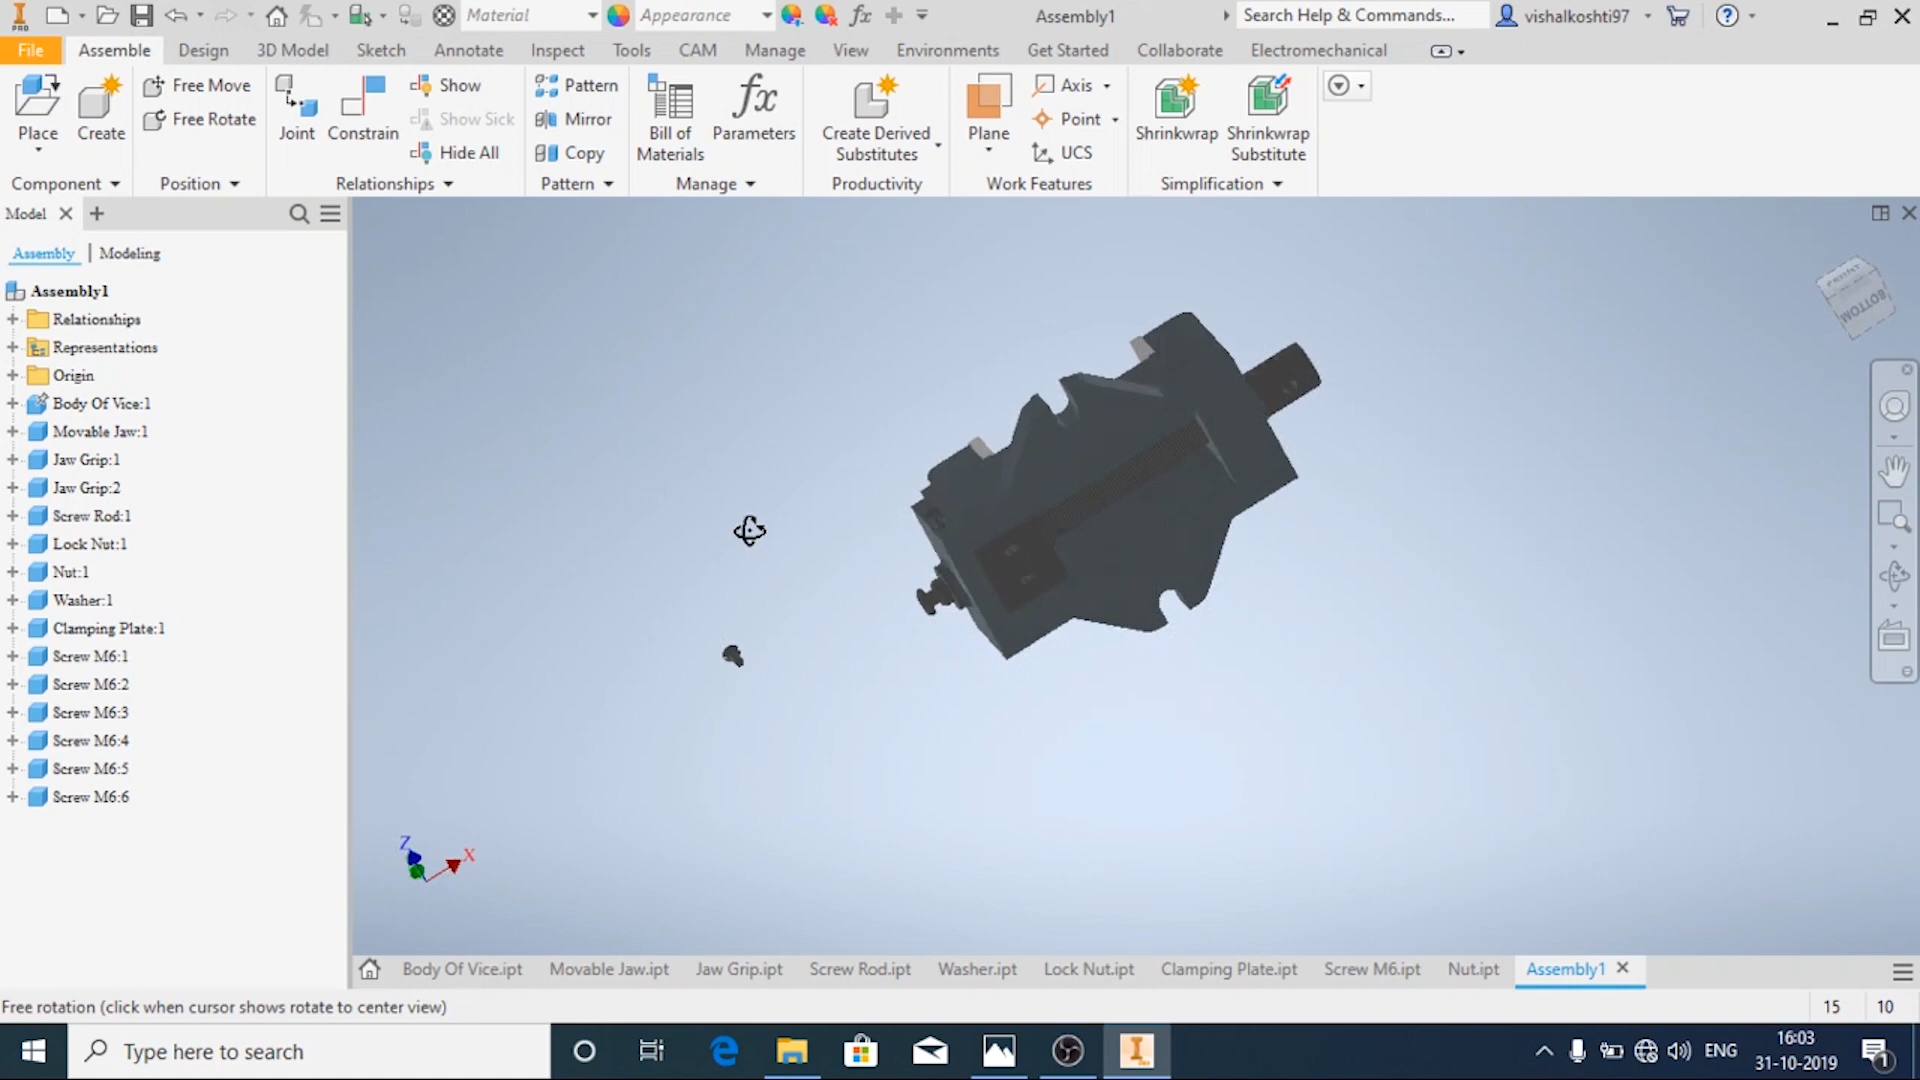 Material
Appearance
fx
Assembly1
Search Help & Commands...
vishalkoshti97
PRO
File
Assemble
Design
3D Model
Sketch
Annotate
Inspect
Tools
CAM
Manage
View
Environments
Get Started
Collaborate
Electromechanical
Place
Create
Free Move
Free Rotate
Joint
Constrain
Show
Show Sick
Hide All
Pattern
Mirror
Copy
Bill of
Materials
fx
Parameters
Create Derived
Substitutes
Plane
Axis
Point
UCS
Shrinkwrap
Shrinkwrap
Substitute
Component
Position
Relationships
Pattern
Manage
Productivity
Work Features
Simplification
Model
Assembly | Modeling
Assembly1
Relationships
Representations
Origin
Body Of Vice:1
Movable Jaw:1
Jaw Grip:1
Jaw Grip:2
Screw Rod:1
Lock Nut:1
Nut:1
Washer:1
Clamping Plate:1
Screw M6:1
Screw M6:2
Screw M6:3
Screw M6:4
Screw M6:5
Screw M6:6
FRONT
BOTTOM
Z
X
Body Of Vice.ipt
Movable Jaw.ipt
Jaw Grip.ipt
Screw Rod.ipt
Washer.ipt
Lock Nut.ipt
Clamping Plate.ipt
Screw M6.ipt
Nut.ipt
Assembly1
Free rotation (click when cursor shows rotate to center view)
15
10
Type here to search
ENG
16:03
31-10-2019
1